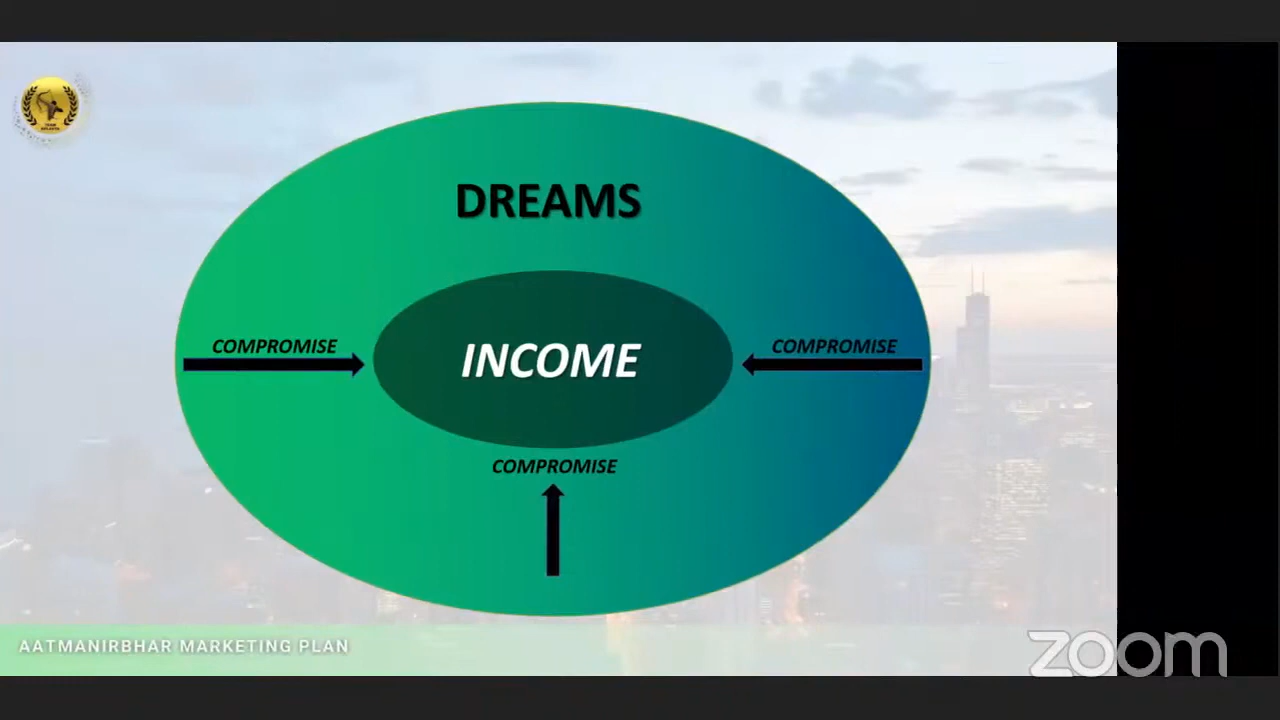 DREAMS
COMPROMISE
INCOME
COMPROMISE
COMPROMISE
AATMANIRBHAR MARKETING PLAN
zoom